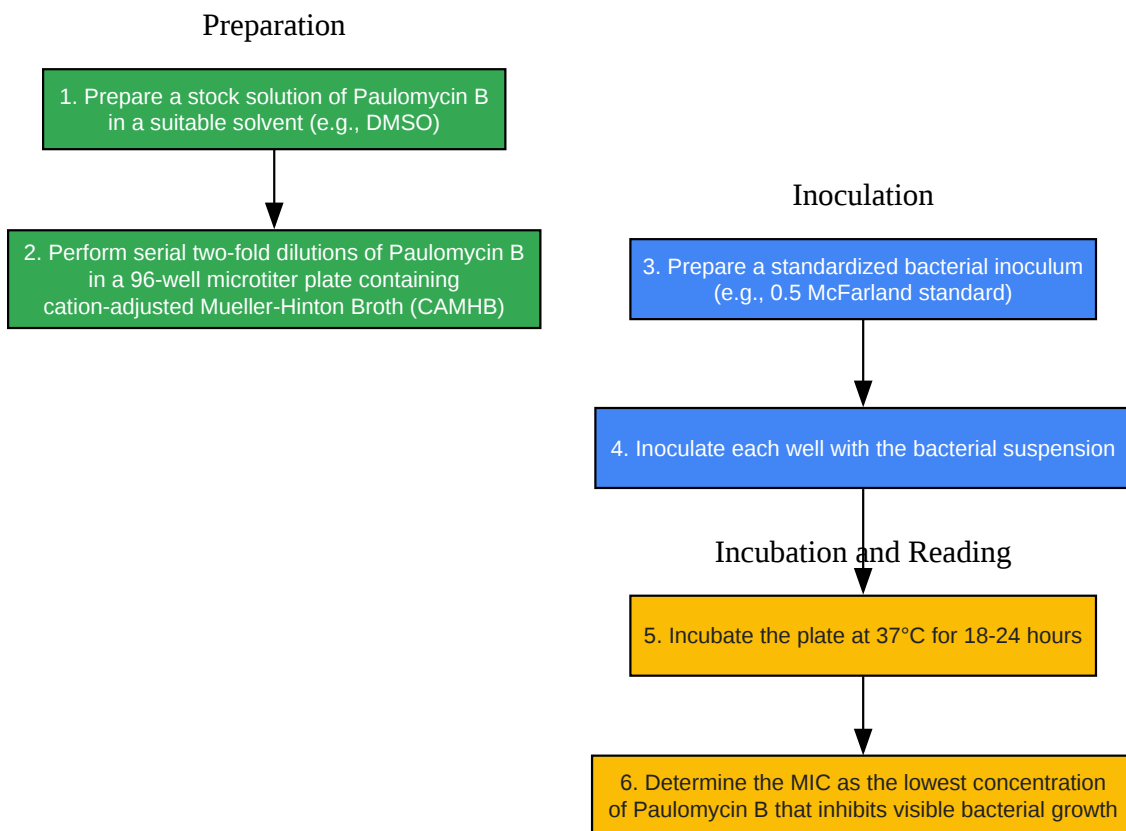 Preparation
1. Prepare a stock solution of Paulomycin B
in a suitable solvent (e.g., DMSO)
2. Perform serial two-fold dilutions of Paulomycin B
in a 96-well microtiter plate containing
cation-adjusted Mueller-Hinton Broth (CAMHB)
Inoculation
3. Prepare a standardized bacterial inoculum
(e.g., 0.5 McFarland standard)
4. Inoculate each well with the bacterial suspension
Incubation and Reading
5. Incubate the plate at 37°C for 18-24 hours
6. Determine the MIC as the lowest concentration
of Paulomycin B that inhibits visible bacterial growth